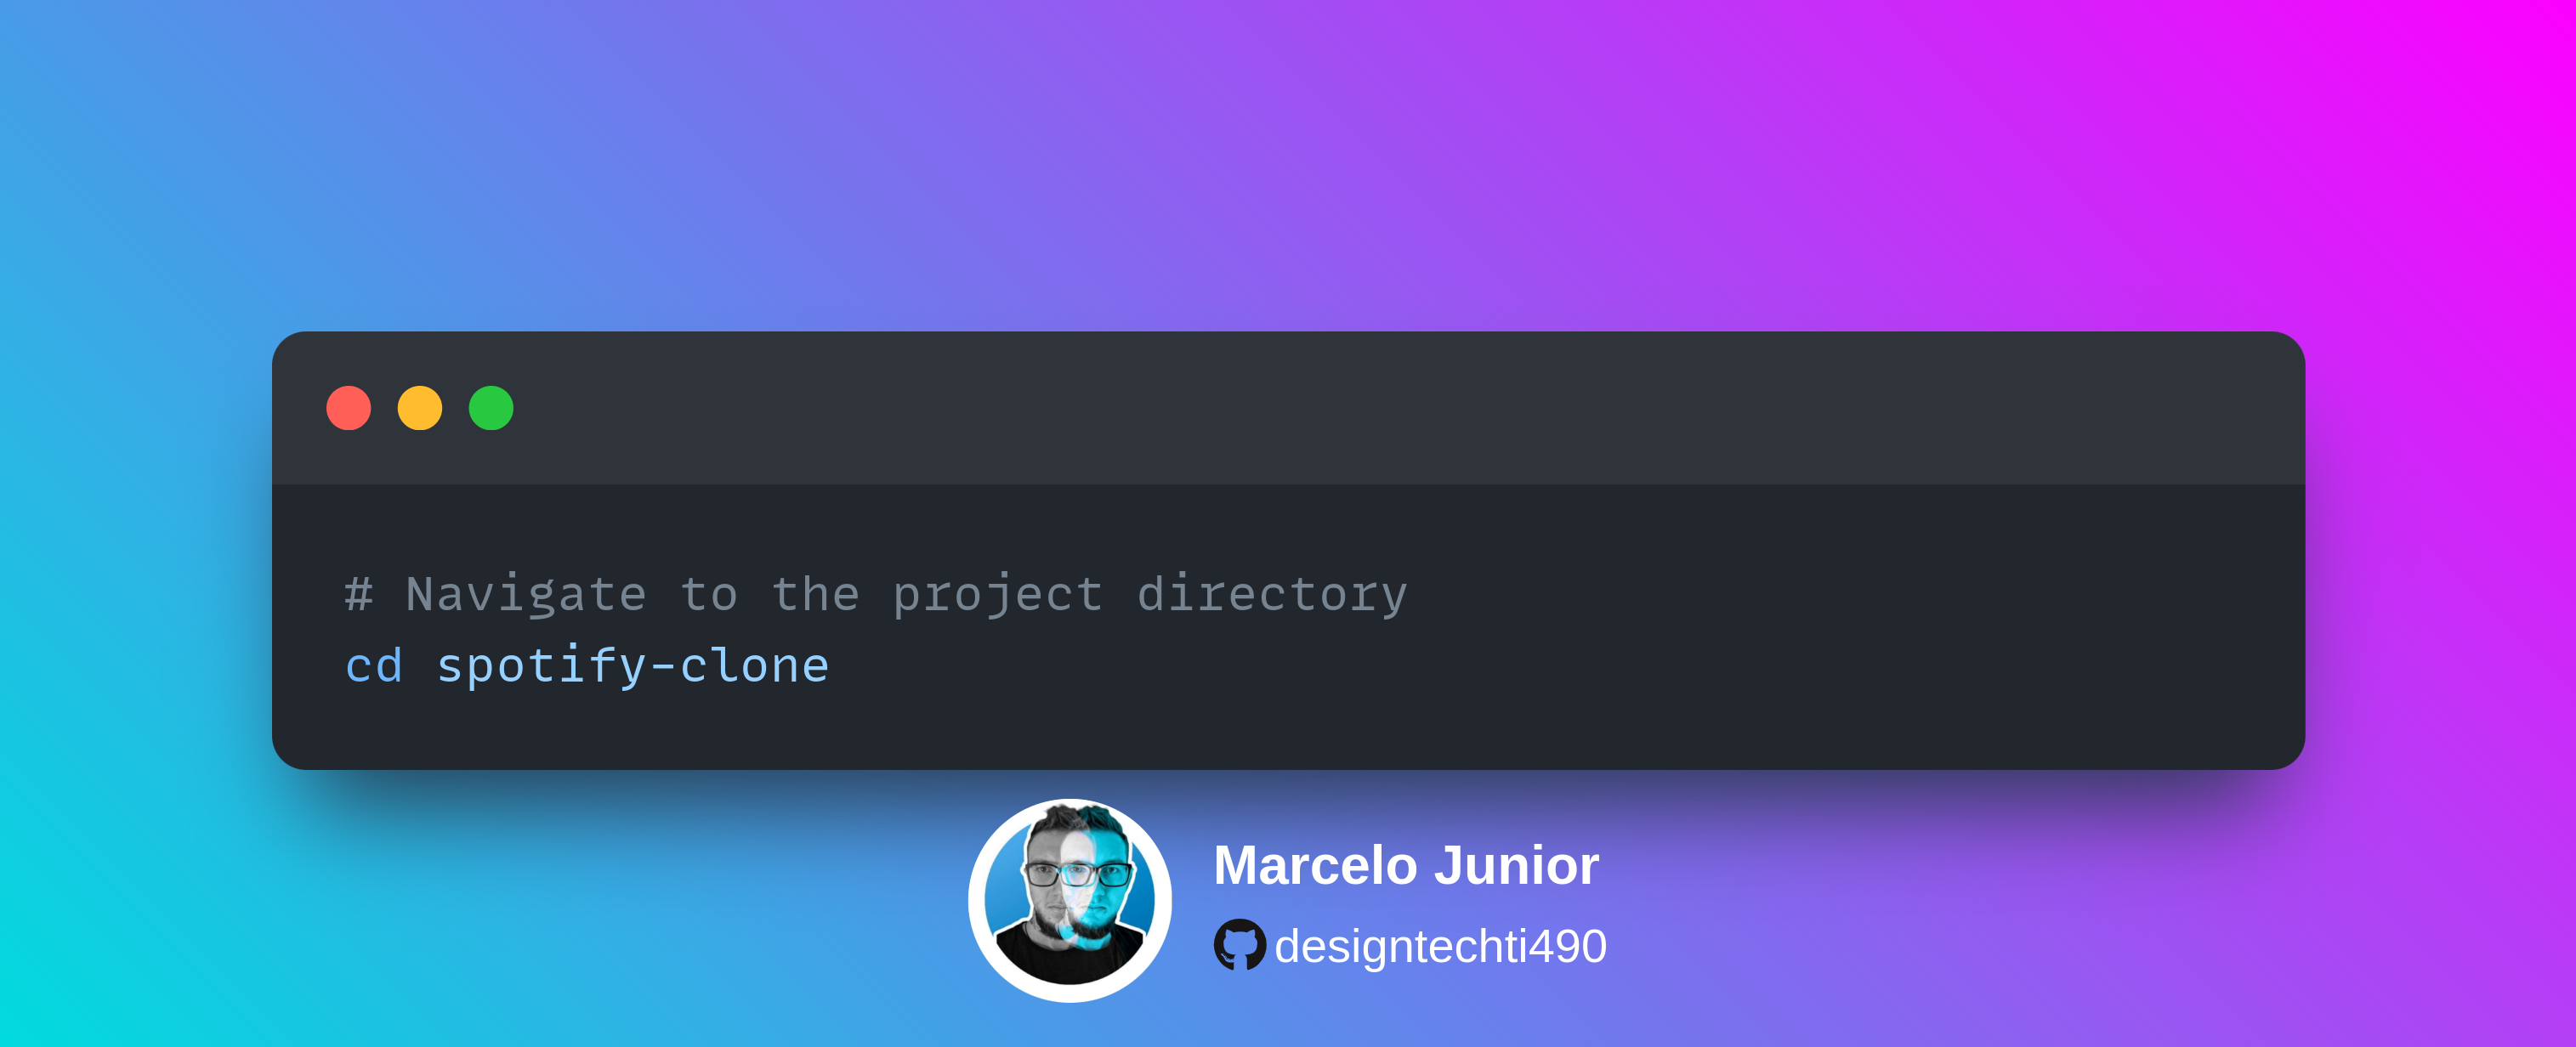 # Navigate to the project directory
cd spotify-clone
Marcelo Junior
designtechti490